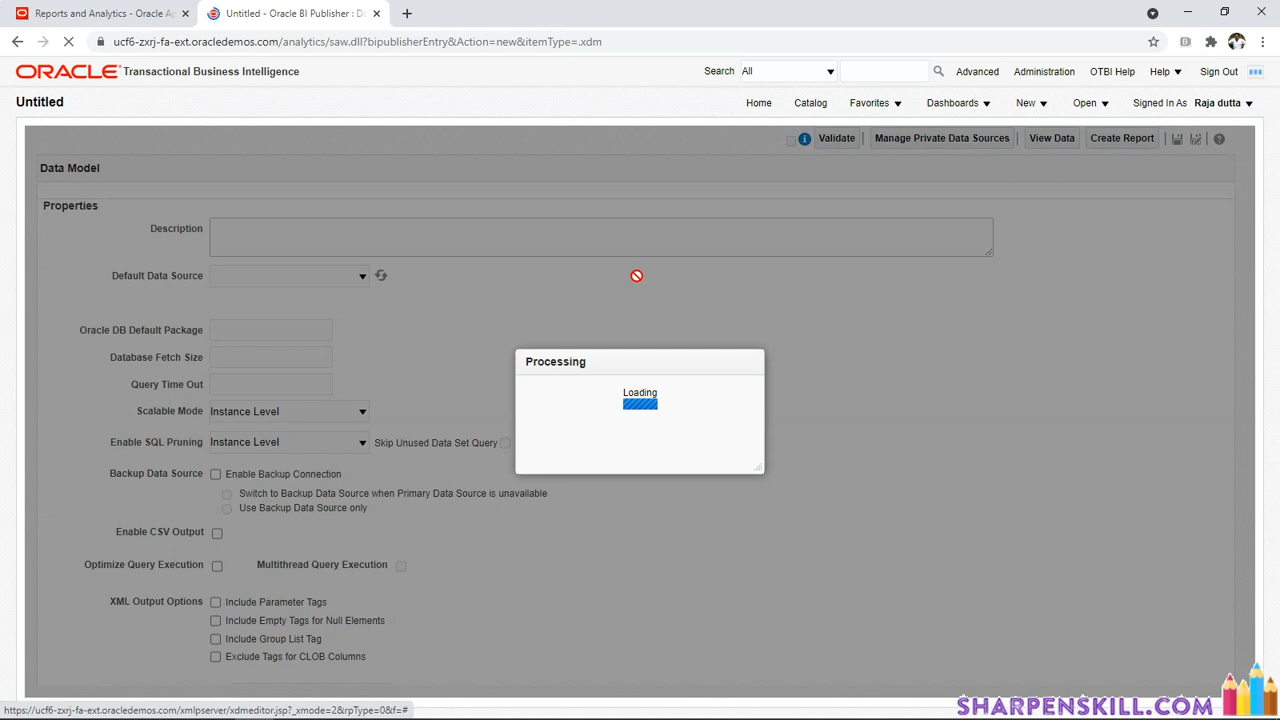 Reports and Analytics - Oracle Ap
Untitled - Oracle BI Publisher : Da
ucf6-zxrj-fa-ext.oracledemos.com/analytics/saw.dll?bipublisherEntry&Action=new&itemType=.xdm
ORACLE Transactional Business Intelligence
Search All Advanced Administration OTBI Help Help Sign Out
Untitled
Home Catalog Favorites Dashboards New Open Signed In As Raja dutta
Validate Manage Private Data Sources View Data Create Report
Data Model
Properties
Description
Default Data Source
Oracle DB Default Package
Database Fetch Size
Query Time Out
Scalable Mode Instance Level
Enable SQL Pruning Instance Level Skip Unused Data Set Query
Processing
Loading
Backup Data Source Enable Backup Connection
Switch to Backup Data Source when Primary Data Source is unavailable
Use Backup Data Source only
Enable CSV Output
Optimize Query Execution Multithread Query Execution
XML Output Options Include Parameter Tags
Include Empty Tags for Null Elements
Include Group List Tag
Exclude Tags for CLOB Columns
https://ucf6-zxrj-fa-ext.oracledemos.com/xmlpserver/xdmeditor.jsp?_xmode=2&rpType=0&f=#
SHARPENSKILL.COM